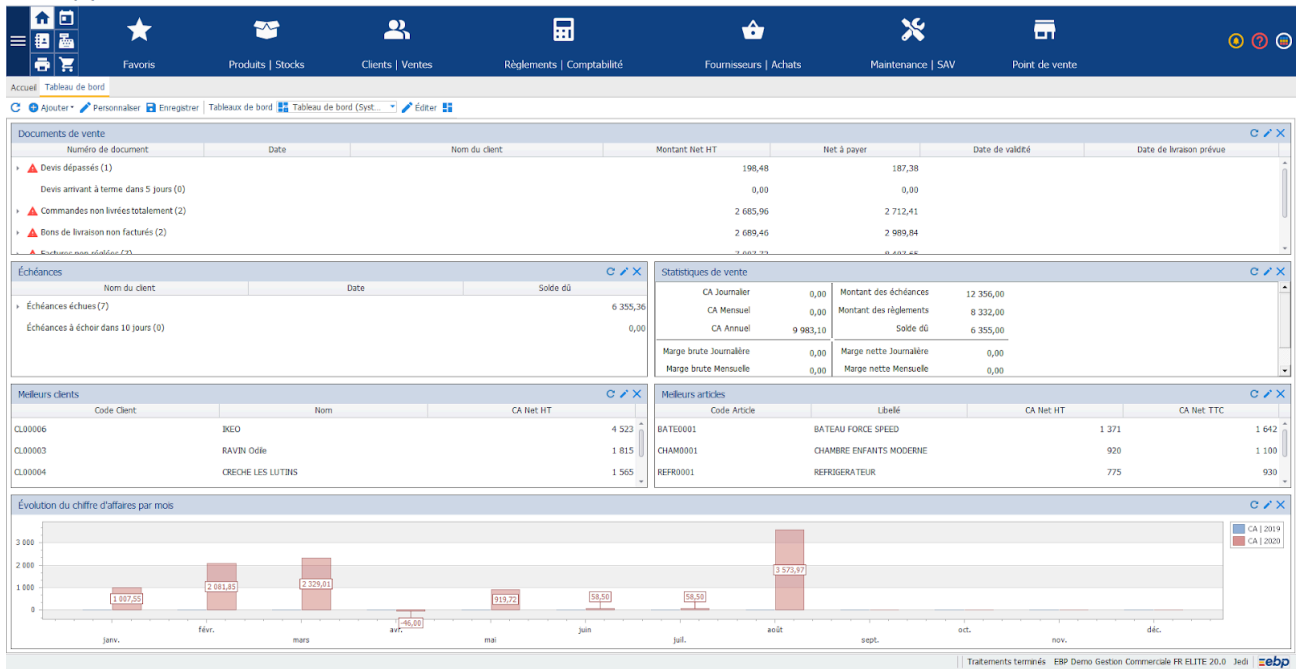 Favoris
Produits | Stocks
Clients | Ventes
Règlements | Comptabilité
Fournisseurs | Achats
Maintenance | SAV
Point de vente
Accueil Tableau de bord
Ajouter Personnaliser Enregistrer Tableaux de bord Tableau de bord (Syst... Éditer
Documents de vente
Numéro de document Date Nom du client Montant Net HT Net à payer Date de validité Date de livraison prévue
Devis dépassés (1) 198,48 187,38
Devis arrivant à terme dans 5 jours (0) 0,00 0,00
Commandes non livrées totalement (2) 2 685,96 2 712,41
Bons de livraison non facturés (2) 2 689,46 2 989,84
Factures non réglées (7)
Échéances
Nom du client Date Solde dû
Échéances échues (7) 6 355,36
Échéances à échoir dans 10 jours (0) 0,00
Statistiques de vente
CA Journalier 0,00 Montant des échéances 12 356,00
CA Mensuel 0,00 Montant des règlements 8 332,00
CA Annuel 9 983,10 Solde dû 6 355,00
Marge brute Journalière 0,00 Marge nette Journalière 0,00
Marge brute Mensuelle 0,00 Marge nette Mensuelle 0,00
Meilleurs clients
Code Client Nom CA Net HT
CL00006 IKEO 4 523
CL00003 RAVIN Odile 1 815
CL00004 CRECHE LES LUTINS 1 565
Meilleurs articles
Code Article Libellé CA Net HT CA Net TTC
BATE0001 BATEAU FORCE SPEED 1 371 1 642
CHAM0001 CHAMBRE ENFANTS MODERNE 920 1 100
REFR0001 REFRIGERATEUR 775 930
Évolution du chiffre d'affaires par mois
CA | 2019
CA | 2020
3 000
2 000
1 000
0
1 007,55
2 081,85
2 329,01
-46,00
919,72
58,50
58,50
3 573,97
janv. févr. mars avr. mai juin juil. août sept. oct. nov. déc.
Traitements terminés EBP Demo Gestion Commerciale FR ELITE 20.0 Jedi ebp